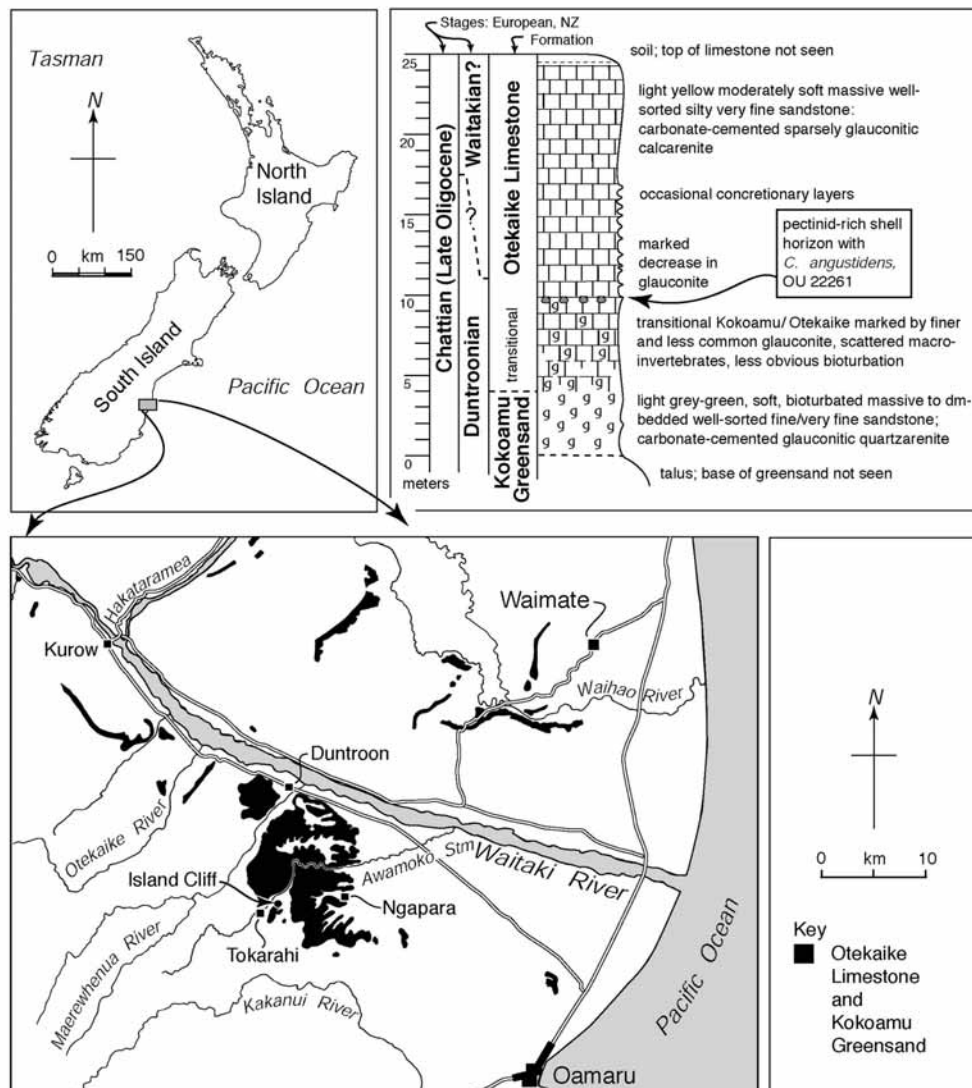 Tasman
N
North
Island
km
0 150
South Island
Pacific Ocean
Stages: European, NZ
Formation
25
20
15
10
5
0
meters
Chattian (Late Oligocene)
Waitakian?
?
Duntroonian
Otekaike Limestone
transitional
Kokoamu
Greensand
g
g g
g
g g
g
g g
g g g
g g g g
g g g
g g g g
g g g
soil; top of limestone not seen
light yellow moderately soft massive well-
sorted silty very fine sandstone:
carbonate-cemented sparsely glauconitic
calcarenite
occasional concretionary layers
marked
decrease in
glauconite
pectinid-rich shell
horizon with
C. angustidens,
OU 22261
transitional Kokoamu/ Otekaike marked by finer
and less common glauconite, scattered macro-
invertebrates, less obvious bioturbation
light grey-green, soft, bioturbated massive to dm-
bedded well-sorted fine/very fine sandstone;
carbonate-cemented glauconitic quartzarenite
talus; base of greensand not seen
Hakataramea
Kurow
Waimate
Waihao River
Duntroon
Otekaike River
Awamoko Stm
Waitaki River
Island Cliff
Ngapara
Tokarahi
Maerewhenua River
Kakanui River
Pacific Ocean
Oamaru
N
0 km 10
Key
Otekaike
Limestone
and
Kokoamu
Greensand